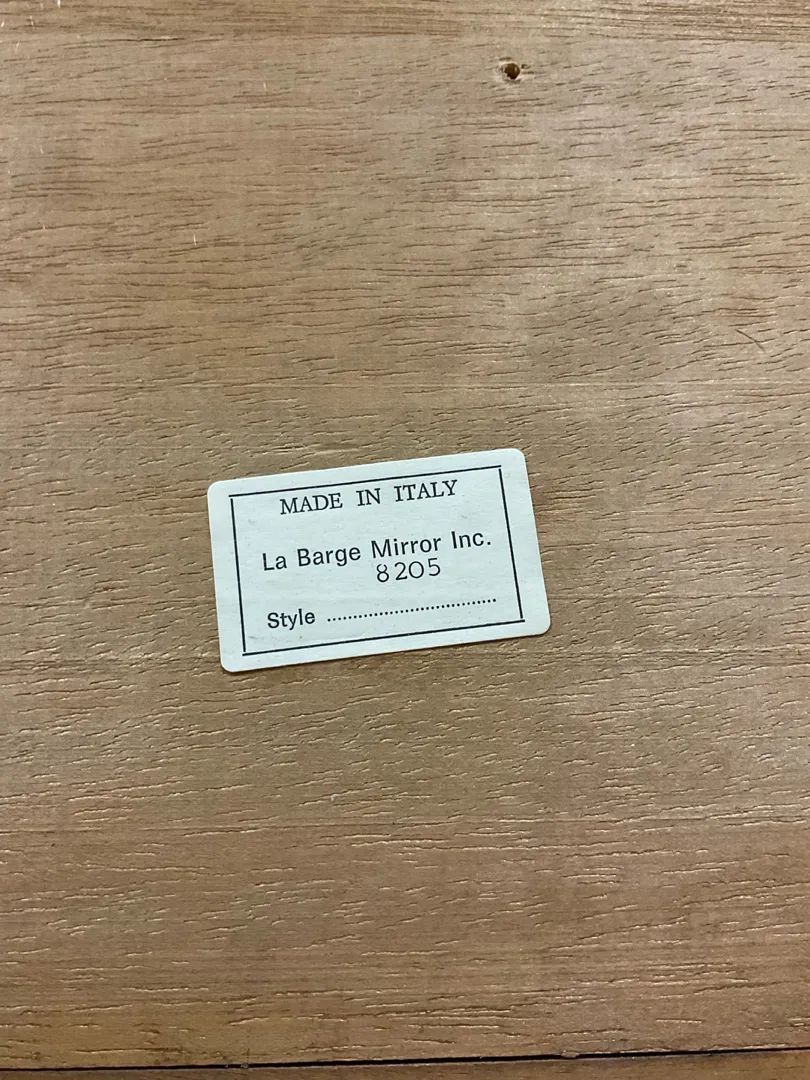 MADE IN ITALY
La Barge Mirror Inc.
8205
Style ..................................